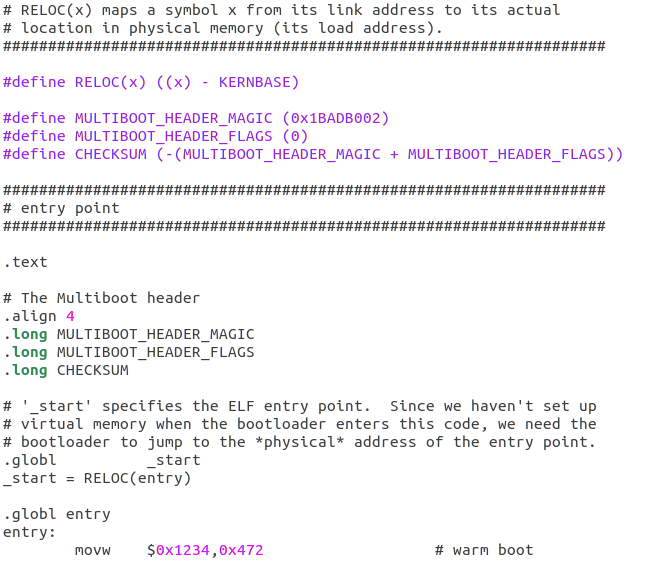 # RELOC(x) maps a symbol x from its link address to its actual
# location in physical memory (its load address).
###################################################################
#define RELOC(x) ((x) - KERNBASE)
#define MULTIBOOT_HEADER_MAGIC (0x1BADB002)
#define MULTIBOOT_HEADER_FLAGS (0)
#define CHECKSUM (-(MULTIBOOT_HEADER_MAGIC + MULTIBOOT_HEADER_FLAGS))
###################################################################
# entry point
###################################################################
.text
# The Multiboot header
.align 4
.long MULTIBOOT_HEADER_MAGIC
.long MULTIBOOT_HEADER_FLAGS
.long CHECKSUM
# '_start' specifies the ELF entry point.  Since we haven't set up
# virtual memory when the bootloader enters this code, we need the
# bootloader to jump to the *physical* address of the entry point.
.globl          _start
_start = RELOC(entry)
.globl entry
entry:
        movw    $0x1234,0x472                   # warm boot